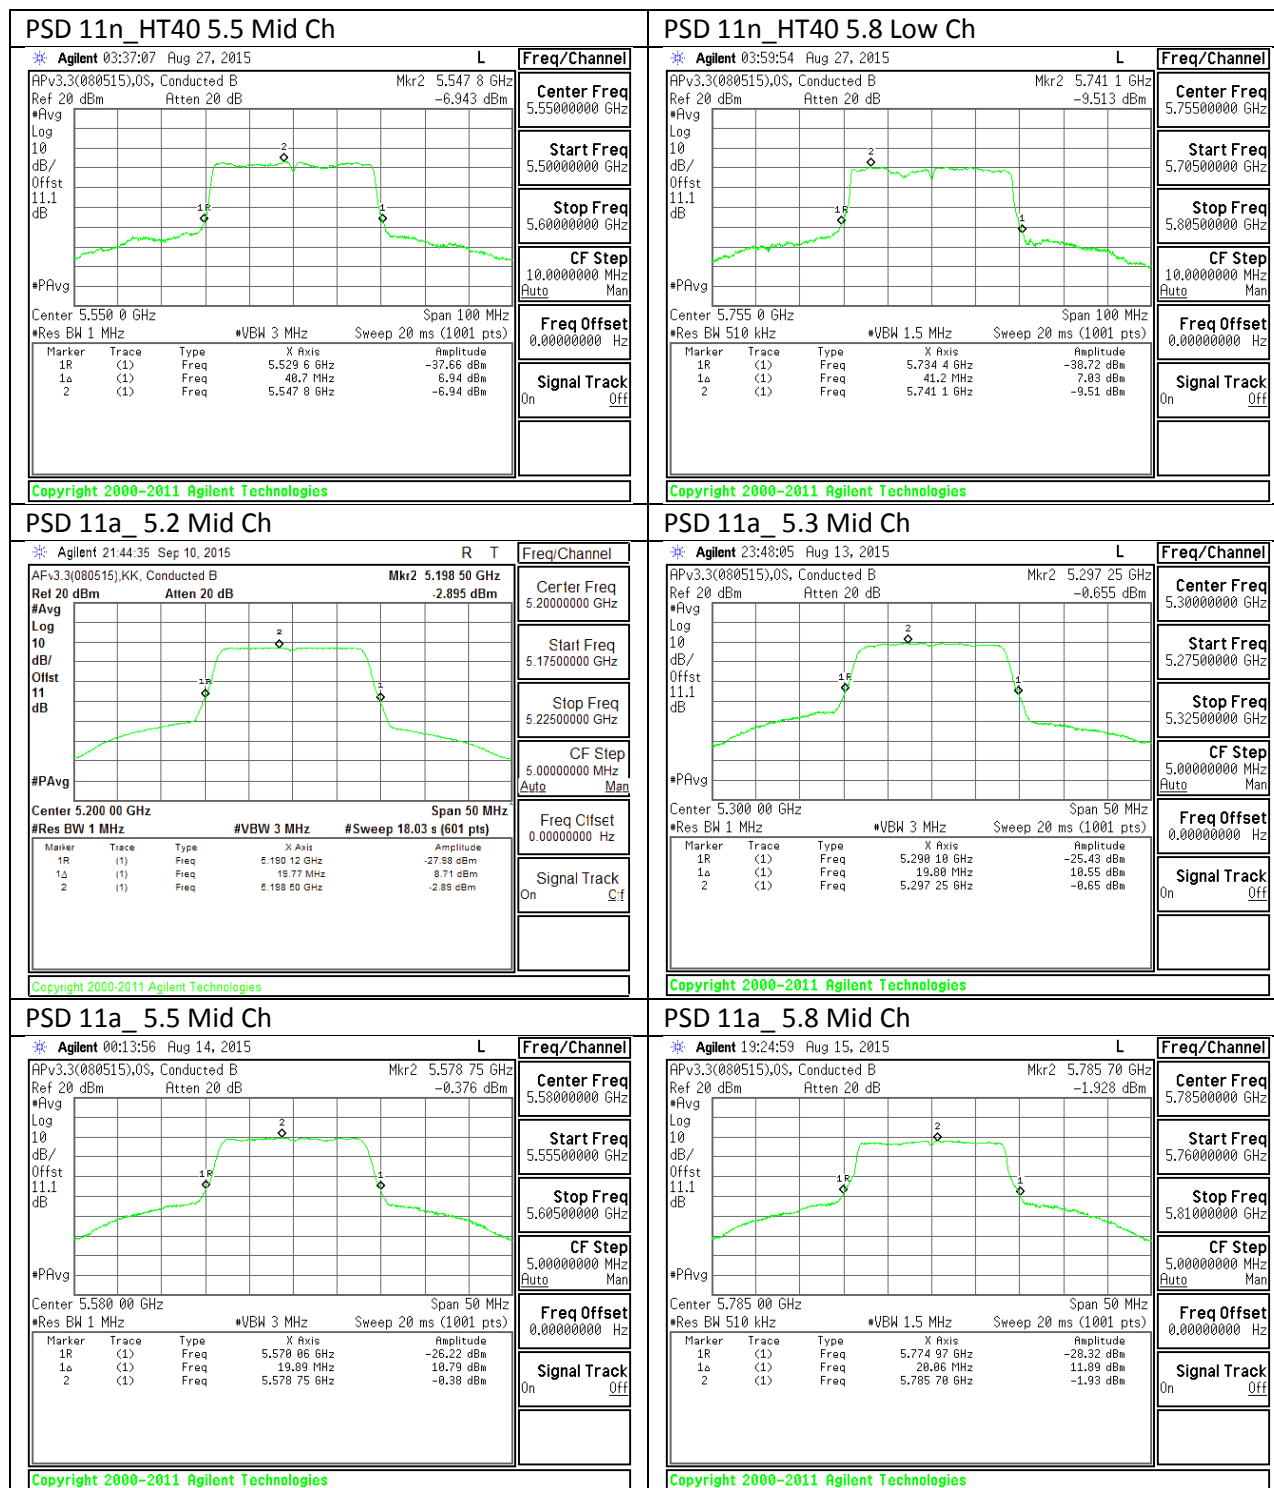 PSD 11n_HT40 5.5 Mid Ch
Agilent 03:37:07 Aug 27, 2015 L
APv3.3(080515),OS, Conducted B Mkr2 5.547 8 GHz
Ref 20 dBm Atten 20 dB -6.943 dBm
#Avg
Log
10
dB/
Offst
11.1
dB
#PAvg
2
1R
1
Center 5.550 0 GHz Span 100 MHz
#Res BW 1 MHz #VBW 3 MHz Sweep 20 ms (1001 pts)
Marker Trace Type X Axis Amplitude
1R (1) Freq 5.529 6 GHz -37.66 dBm
1Δ (1) Freq 40.7 MHz 6.94 dBm
2 (1) Freq 5.547 8 GHz -6.94 dBm
Freq/Channel
Center Freq
5.55000000 GHz
Start Freq
5.50000000 GHz
Stop Freq
5.60000000 GHz
CF Step
10.0000000 MHz
Auto Man
Freq Offset
0.00000000 Hz
Signal Track
On Off
Copyright 2000-2011 Agilent Technologies
PSD 11n_HT40 5.8 Low Ch
Agilent 03:59:54 Aug 27, 2015 L
APv3.3(080515),OS, Conducted B Mkr2 5.741 1 GHz
Ref 20 dBm Atten 20 dB -9.513 dBm
#Avg
Log
10
dB/
Offst
11.1
dB
#PAvg
2
1R
1
Center 5.755 0 GHz Span 100 MHz
#Res BW 510 kHz #VBW 1.5 MHz Sweep 20 ms (1001 pts)
Marker Trace Type X Axis Amplitude
1R (1) Freq 5.734 4 GHz -38.72 dBm
1Δ (1) Freq 41.2 MHz 7.03 dBm
2 (1) Freq 5.741 1 GHz -9.51 dBm
Freq/Channel
Center Freq
5.75500000 GHz
Start Freq
5.70500000 GHz
Stop Freq
5.80500000 GHz
CF Step
10.0000000 MHz
Auto Man
Freq Offset
0.00000000 Hz
Signal Track
On Off
Copyright 2000-2011 Agilent Technologies
PSD 11a_ 5.2 Mid Ch
Agilent 21:44:35 Sep 10, 2015 R T
APv3.3(080515),KK, Conducted B Mkr2 5.198 50 GHz
Ref 20 dBm Atten 20 dB -2.895 dBm
#Avg
Log
10
dB/
Offst
11
dB
#PAvg
2
1R
1
Center 5.200 00 GHz Span 50 MHz
#Res BW 1 MHz #VBW 3 MHz #Sweep 18.03 s (601 pts)
Marker Trace Type X Axis Amplitude
1R (1) Freq 5.190 12 GHz -27.98 dBm
1Δ (1) Freq 19.77 MHz 8.71 dBm
2 (1) Freq 5.198 50 GHz -2.89 dBm
Freq/Channel
Center Freq
5.20000000 GHz
Start Freq
5.17500000 GHz
Stop Freq
5.22500000 GHz
CF Step
5.00000000 MHz
Auto Man
Freq Offset
0.00000000 Hz
Signal Track
On Off
Copyright 2000-2011 Agilent Technologies
PSD 11a_ 5.3 Mid Ch
Agilent 23:48:05 Aug 13, 2015 L
APv3.3(080515),OS, Conducted B Mkr2 5.297 25 GHz
Ref 20 dBm Atten 20 dB -0.655 dBm
#Avg
Log
10
dB/
Offst
11.1
dB
#PAvg
2
1R
1
Center 5.300 00 GHz Span 50 MHz
#Res BW 1 MHz #VBW 3 MHz Sweep 20 ms (1001 pts)
Marker Trace Type X Axis Amplitude
1R (1) Freq 5.290 10 GHz -25.43 dBm
1Δ (1) Freq 19.80 MHz 10.55 dBm
2 (1) Freq 5.297 25 GHz -0.65 dBm
Freq/Channel
Center Freq
5.30000000 GHz
Start Freq
5.27500000 GHz
Stop Freq
5.32500000 GHz
CF Step
5.00000000 MHz
Auto Man
Freq Offset
0.00000000 Hz
Signal Track
On Off
Copyright 2000-2011 Agilent Technologies
PSD 11a_ 5.5 Mid Ch
Agilent 00:13:56 Aug 14, 2015 L
APv3.3(080515),OS, Conducted B Mkr2 5.578 75 GHz
Ref 20 dBm Atten 20 dB -0.376 dBm
#Avg
Log
10
dB/
Offst
11.1
dB
#PAvg
2
1R
1
Center 5.580 00 GHz Span 50 MHz
#Res BW 1 MHz #VBW 3 MHz Sweep 20 ms (1001 pts)
Marker Trace Type X Axis Amplitude
1R (1) Freq 5.570 06 GHz -26.22 dBm
1Δ (1) Freq 19.89 MHz 10.79 dBm
2 (1) Freq 5.578 75 GHz -0.38 dBm
Freq/Channel
Center Freq
5.58000000 GHz
Start Freq
5.55500000 GHz
Stop Freq
5.60500000 GHz
CF Step
5.00000000 MHz
Auto Man
Freq Offset
0.00000000 Hz
Signal Track
On Off
Copyright 2000-2011 Agilent Technologies
PSD 11a_ 5.8 Mid Ch
Agilent 19:24:59 Aug 15, 2015 L
APv3.3(080515),OS, Conducted B Mkr2 5.785 70 GHz
Ref 20 dBm Atten 20 dB -1.928 dBm
#Avg
Log
10
dB/
Offst
11.1
dB
#PAvg
2
1R
1
Center 5.785 00 GHz Span 50 MHz
#Res BW 510 kHz #VBW 1.5 MHz Sweep 20 ms (1001 pts)
Marker Trace Type X Axis Amplitude
1R (1) Freq 5.774 97 GHz -28.32 dBm
1Δ (1) Freq 20.06 MHz 11.89 dBm
2 (1) Freq 5.785 70 GHz -1.93 dBm
Freq/Channel
Center Freq
5.78500000 GHz
Start Freq
5.76000000 GHz
Stop Freq
5.81000000 GHz
CF Step
5.00000000 MHz
Auto Man
Freq Offset
0.00000000 Hz
Signal Track
On Off
Copyright 2000-2011 Agilent Technologies